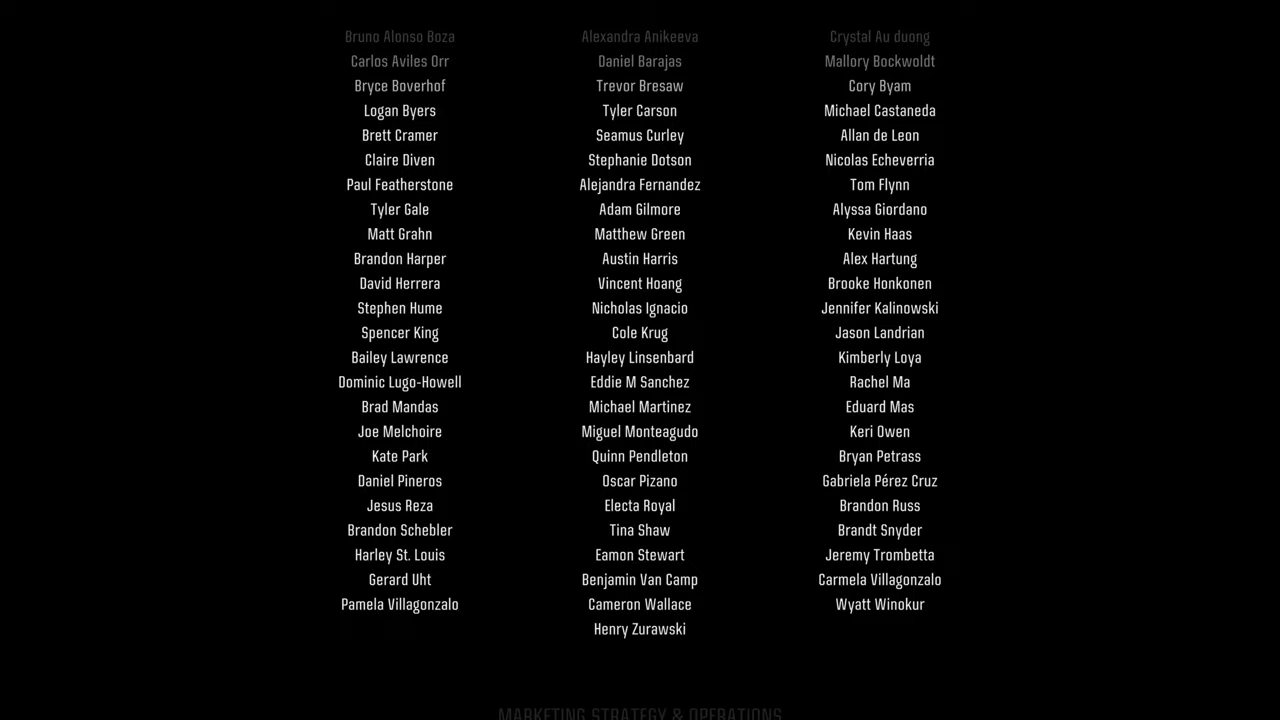 Bruno Alonso Boza Alexandra Anikeeva Crystal Au duong
Carlos Aviles Orr Daniel Barajas Mallory Bockwoldt
Bryce Boverhof Trevor Bresaw Cory Byam
Logan Byers Tyler Carson Michael Castaneda
Brett Cramer Seamus Curley Allan de Leon
Claire Diven Stephanie Dotson Nicolas Echeverria
Paul Featherstone Alejandra Fernandez Tom Flynn
Tyler Gale Adam Gilmore Alyssa Giordano
Matt Grahn Matthew Green Kevin Haas
Brandon Harper Austin Harris Alex Hartung
David Herrera Vincent Hoang Brooke Honkonen
Stephen Hume Nicholas Ignacio Jennifer Kalinowski
Spencer King Cole Krug Jason Landrian
Bailey Lawrence Hayley Linsenbard Kimberly Loya
Dominic Lugo-Howell Eddie M Sanchez Rachel Ma
Brad Mandas Michael Martinez Eduard Mas
Joe Melchoire Miguel Monteagudo Keri Owen
Kate Park Quinn Pendleton Bryan Petrass
Daniel Pineros Oscar Pizano Gabriela Pérez Cruz
Jesus Reza Electa Royal Brandon Russ
Brandon Schebler Tina Shaw Brandt Snyder
Harley St. Louis Eamon Stewart Jeremy Trombetta
Gerard Uht Benjamin Van Camp Carmela Villagonzalo
Pamela Villagonzalo Cameron Wallace Wyatt Winokur
Henry Zurawski
MARKETING STRATEGY & OPERATIONS